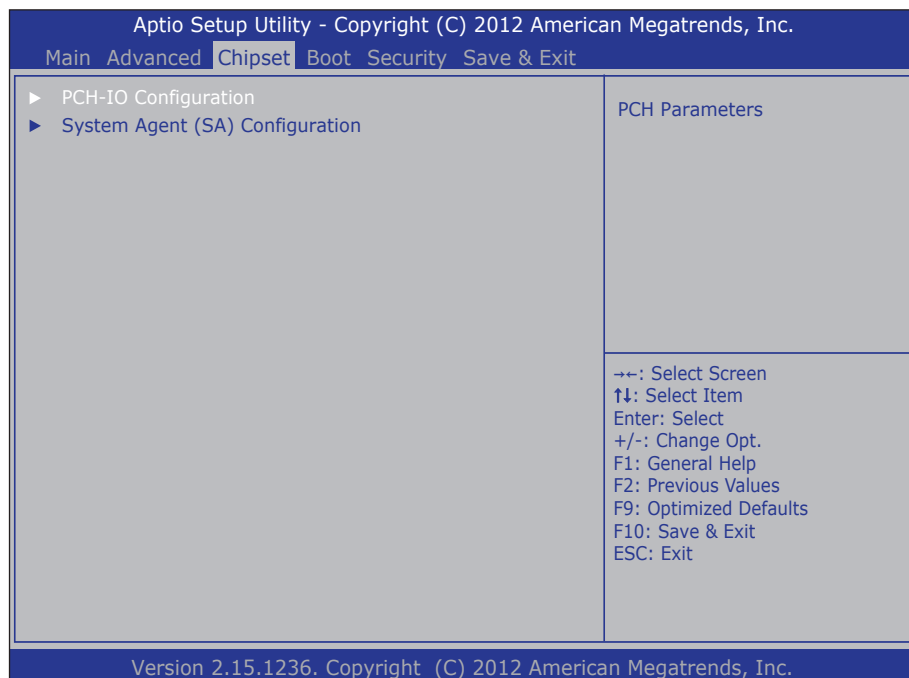 Aptio Setup Utility - Copyright (C) 2012 American Megatrends, Inc.
Main Advanced Chipset Boot Security Save & Exit
► PCH-IO Configuration
► System Agent (SA) Configuration
PCH Parameters
→←: Select Screen
↑↓: Select Item
Enter: Select
+/-: Change Opt.
F1: General Help
F2: Previous Values
F9: Optimized Defaults
F10: Save & Exit
ESC: Exit
Version 2.15.1236. Copyright (C) 2012 American Megatrends, Inc.